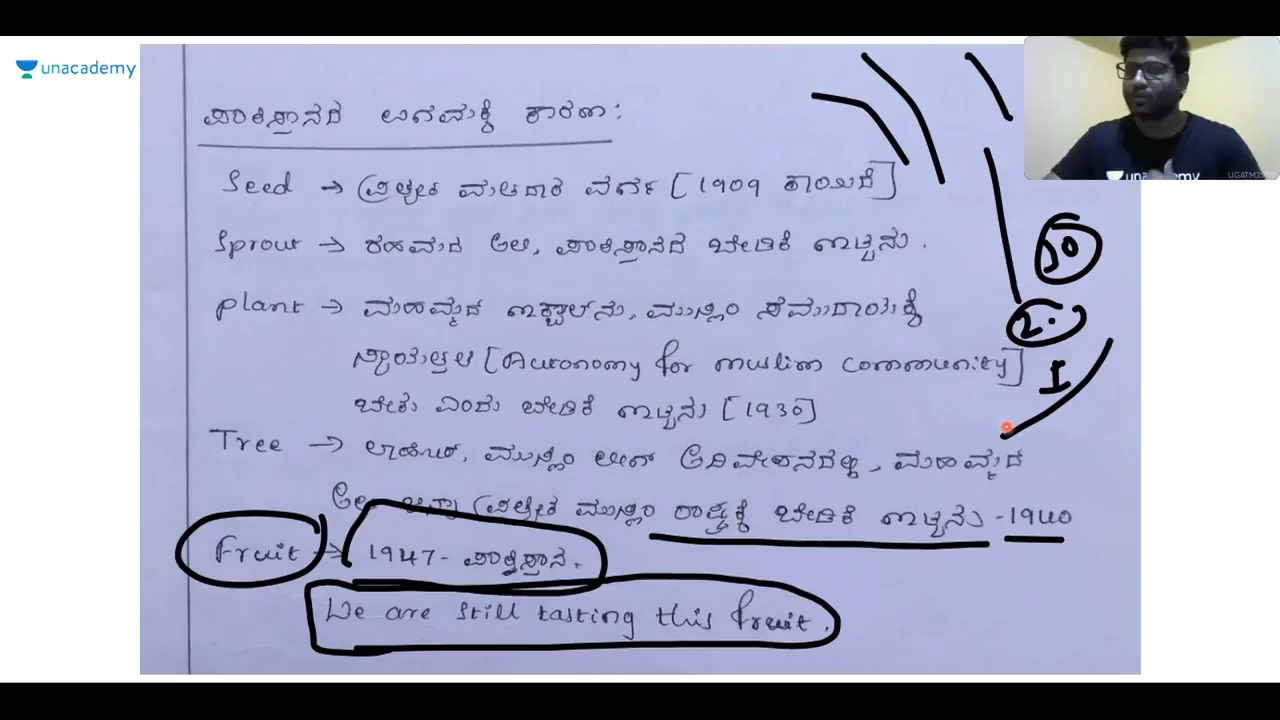 unacademy
ಪಾಕಿಸ್ತಾನದ ಉಗಮಕ್ಕೆ ಕಾರಣ:
Seed → ಪ್ರತ್ಯೇಕ ಮತದಾರ ವರ್ಗ [1909 ಕಾಯಿದೆ]
Sprout → ರಹಮತ ಅಲಿ, ಪಾಕಿಸ್ತಾನದ ಬೇಡಿಕೆ ಇಟ್ಟನು.
plant → ಮಹಮ್ಮದ ಇಕ್ಬಾಲ್‌ನು, ಮುಸ್ಲಿಂ ಸಮುದಾಯಕ್ಕೆ
ಸ್ವಾಯತ್ತತೆ [Autonomy for muslim community]
ಬೇಕು ಎಂದು ಬೇಡಿಕೆ ಇಟ್ಟನು [1930]
Tree → ಲಾಹೋರ್, ಮುಸ್ಲಿಂ ಲೀಗ್ ಅಧಿವೇಶನದಲ್ಲಿ, ಮಹಮ್ಮದ
ಅಲಿ ಜಿನ್ನಾ ಪ್ರತ್ಯೇಕ ಮುಸ್ಲಿಂ ರಾಷ್ಟ್ರಕ್ಕೆ ಬೇಡಿಕೆ ಇಟ್ಟನು - 1940
Fruit → 1947 - ಪಾಕಿಸ್ತಾನ.
We are still tasting this fruit.
unacademy